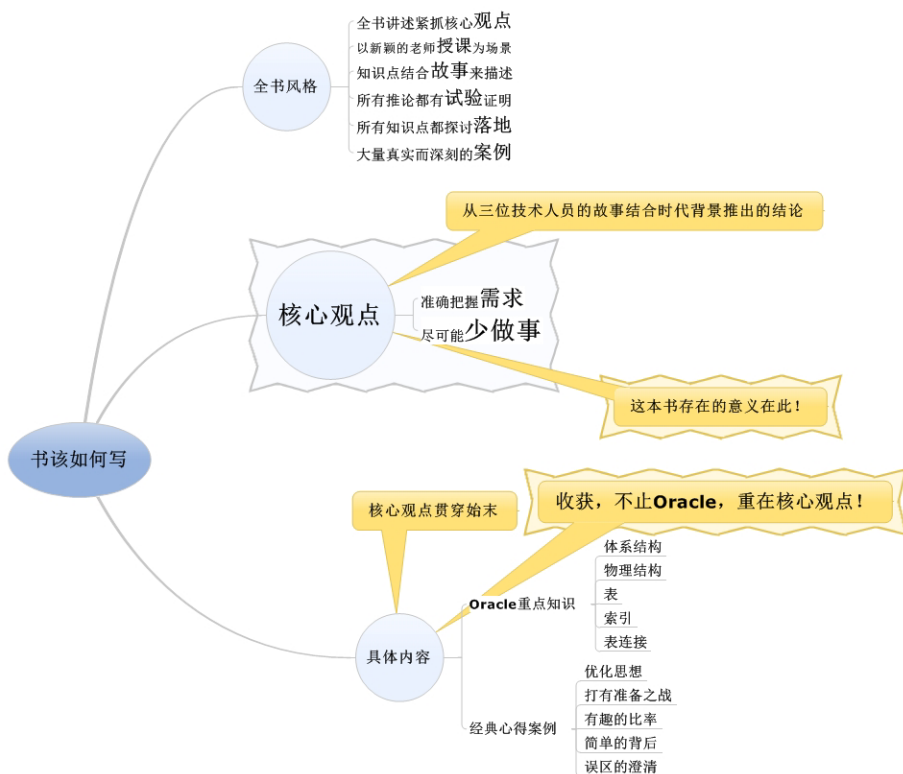 书该如何写
全书风格
全书讲述紧抓核心观点
以新颖的老师授课为场景
知识点结合故事来描述
所有推论都有试验证明
所有知识点都探讨落地
大量真实而深刻的案例
从三位技术人员的故事结合时代背景推出的结论
核心观点
准确把握需求
尽可能少做事
这本书存在的意义在此！
核心观点贯穿始末
收获，不止Oracle，重在核心观点！
具体内容
Oracle重点知识
体系结构
物理结构
表
索引
表连接
经典心得案例
优化思想
打有准备之战
有趣的比率
简单的背后
误区的澄清